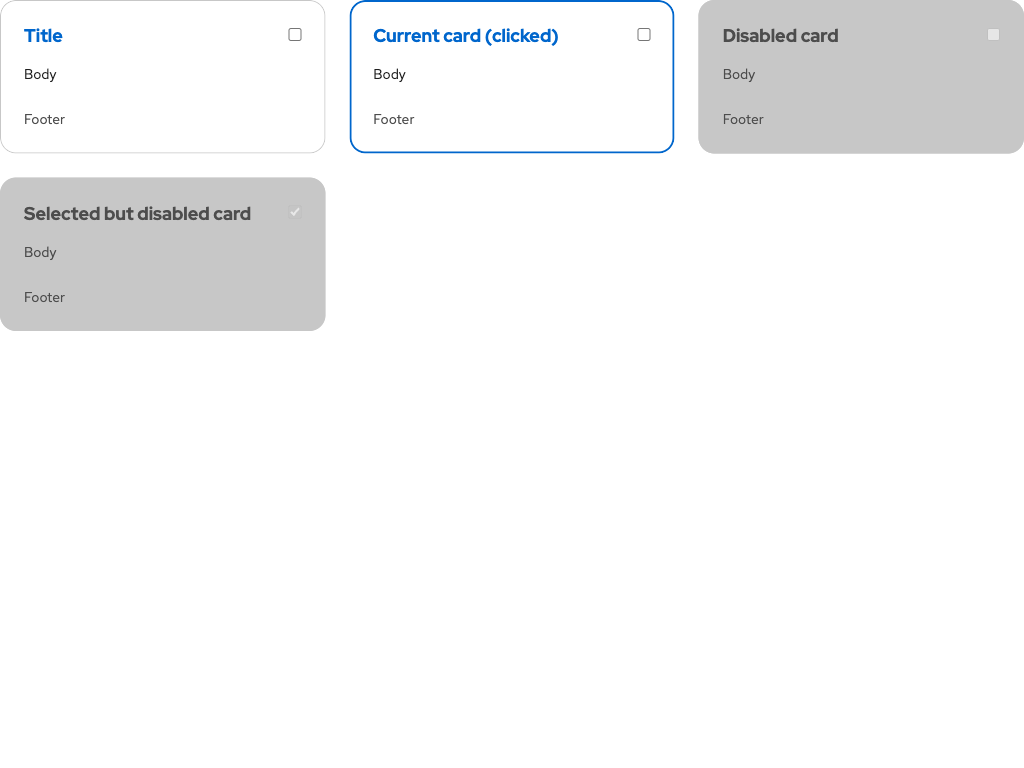 Title
Body
Footer
Current card (clicked)
Body
Footer
Disabled card
Body
Footer
Selected but disabled card
Body
Footer